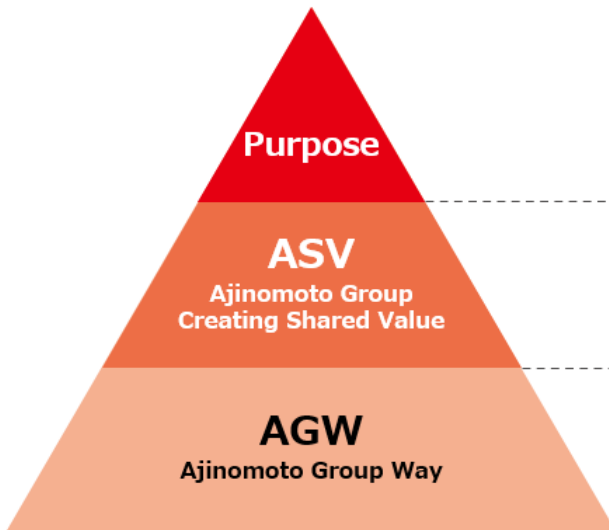 Purpose
ASV
Ajinomoto Group
Creating Shared Value
AGW
Ajinomoto Group Way